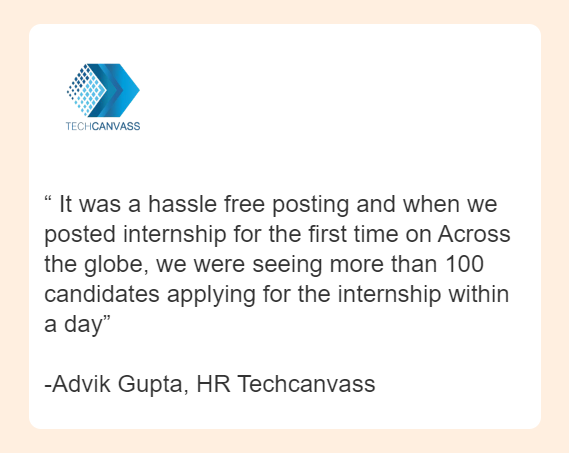 TECHCANVASS
“ It was a hassle free posting and when we
posted internship for the first time on Across
the globe, we were seeing more than 100
candidates applying for the internship within
a day”
-Advik Gupta, HR Techcanvass